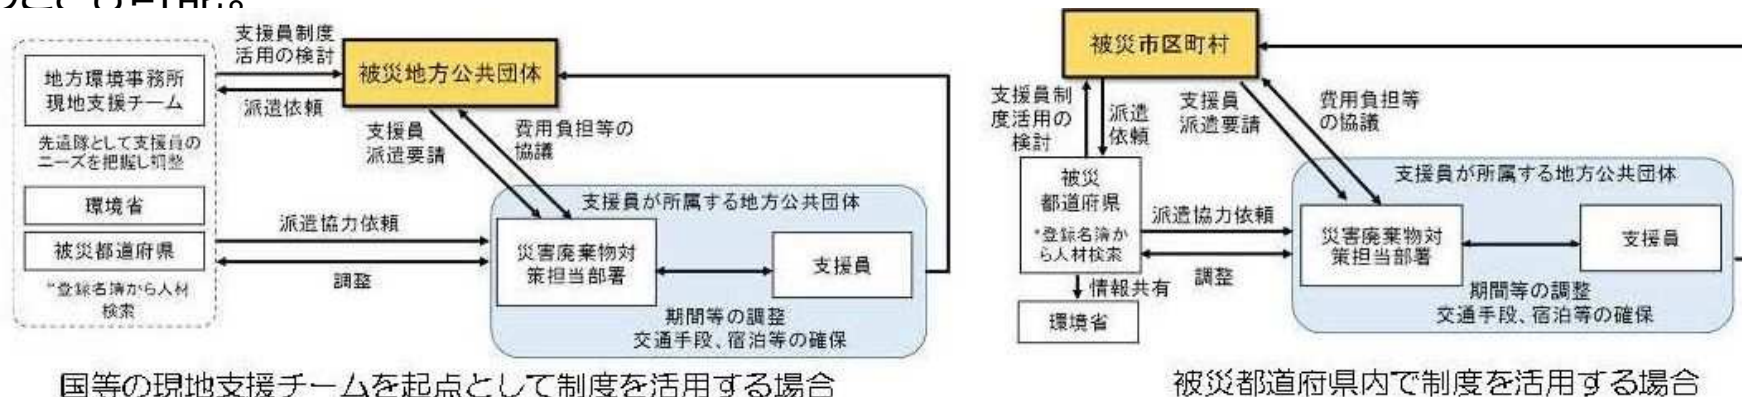 支援員制度
活用の検討
被災地方公共団体
地方環境事務所
現地支援チーム
派遣依頼
先遣隊として支援員の
ニーズを把握し調整
支援員
派遣要請
費用負担等の
協議
環境省
被災都道府県
*登録名簿から人材
検索
派遣協力依頼
調整
支援員が所属する地方公共団体
災害廃棄物対
策担当部署
支援員
期間等の調整
交通手段、宿泊等の確保
国等の現地支援チームを起点として制度を活用する場合
被災市区町村
支援員制
度活用の
検討
派遣
依頼
支援員
派遣要請
費用負担等
の協議
被災
都道府県
*登録名簿か
ら人材検索
派遣協力依頼
調整
情報共有
環境省
支援員が所属する地方公共団体
災害廃棄物対
策担当部署
支援員
期間等の調整
交通手段、宿泊等の確保
被災都道府県内で制度を活用する場合